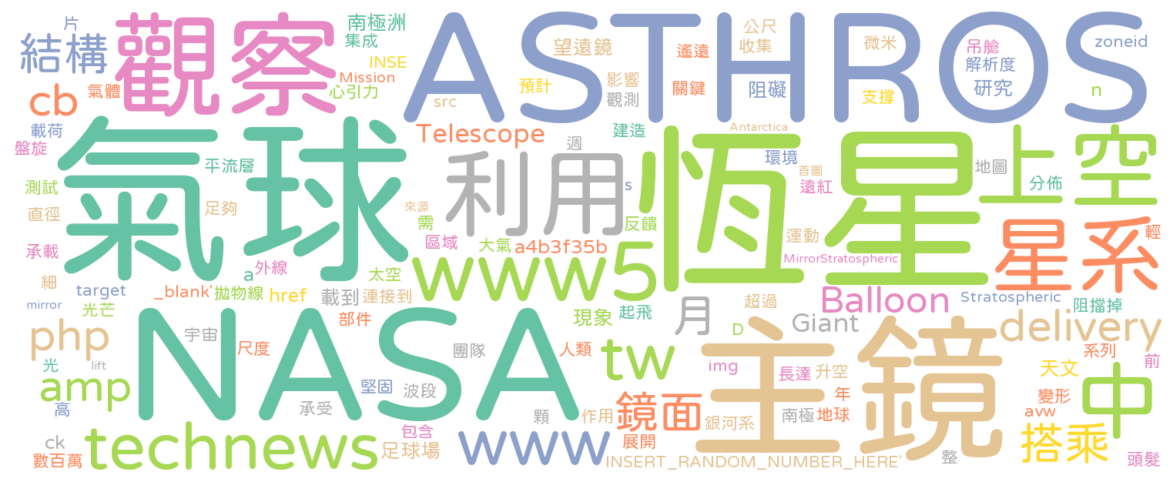 片
結構
觀察
ASTHROS
南極洲
集成
INSE
Mission
心引力
望遠鏡
遙遠
公尺
收集
微米
吊艙
zoneid
解析度
研究
cb
氣體
src
預計
影響
觀測
關鍵
阻礙
支撐
n
載荷
盤旋
氣球
Telescope
建造
Antarctica
週
利用
恆星
環境
首圖
遠紅
地圖
上空
分佈
平流層
測試
直徑
足夠
來源
s
需
反饋
承載
區域
大氣
a4b3f35b
運動
星系
輕
MirrorStratospheric
外線
a
www
5
太空
細
target
_blank'
拋物線
href
載到
連接到
mirror
光芒
部件
現象
起飛
月
超過
D
Giant
Balloon
Stratospheric
阻擋掉
delivery
php
宇宙
NASA
尺度
團隊
人類
tw
主鏡
系列
前
光
lift
amp
堅固
波段
img
長達
升空
天文
中
高
承受
顆
作用
鏡面
銀河系
南極
地球
年
變形
avw
搭乘
ck
technews
包含
足球場
www
展開
數百萬
INSERT_RANDOM_NUMBER_HERE'
整
頭髮